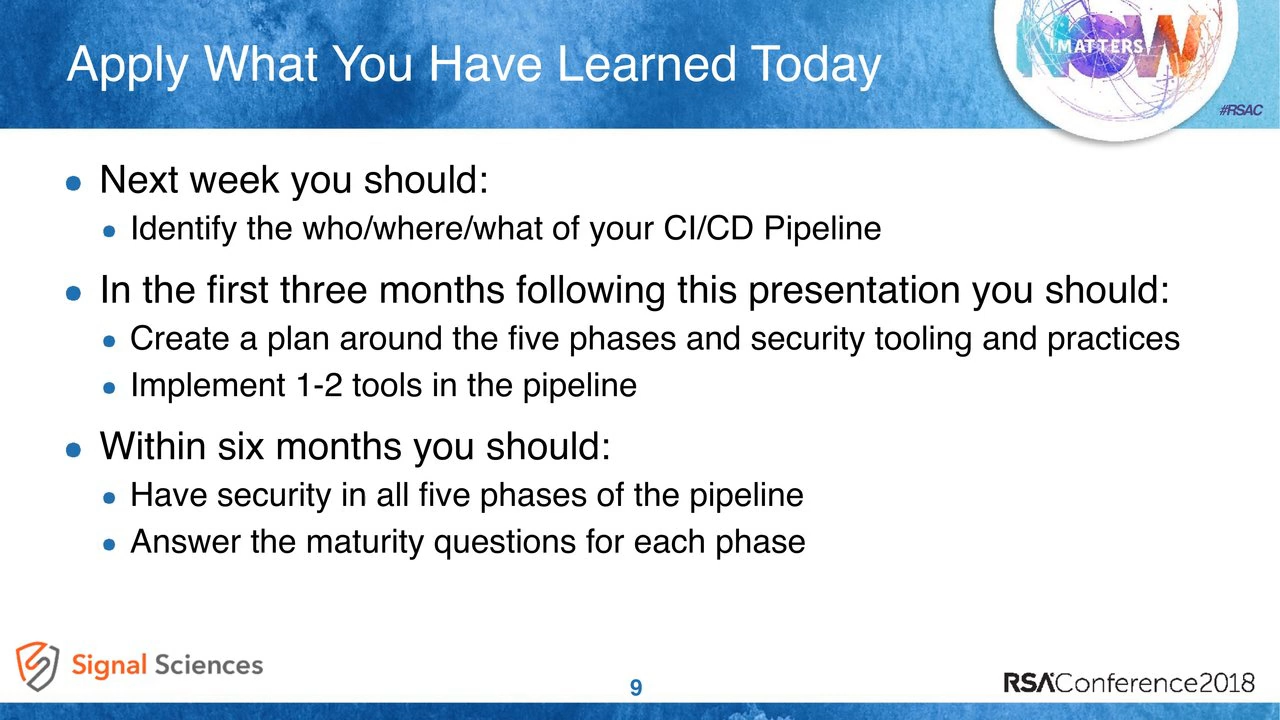 Apply What You Have Learned Today
NOW
MATTERS
#RSAC
Next week you should:
Identify the who/where/what of your CI/CD Pipeline
In the first three months following this presentation you should:
Create a plan around the five phases and security tooling and practices
Implement 1-2 tools in the pipeline
Within six months you should:
Have security in all five phases of the pipeline
Answer the maturity questions for each phase
Signal Sciences
9
RSAConference2018